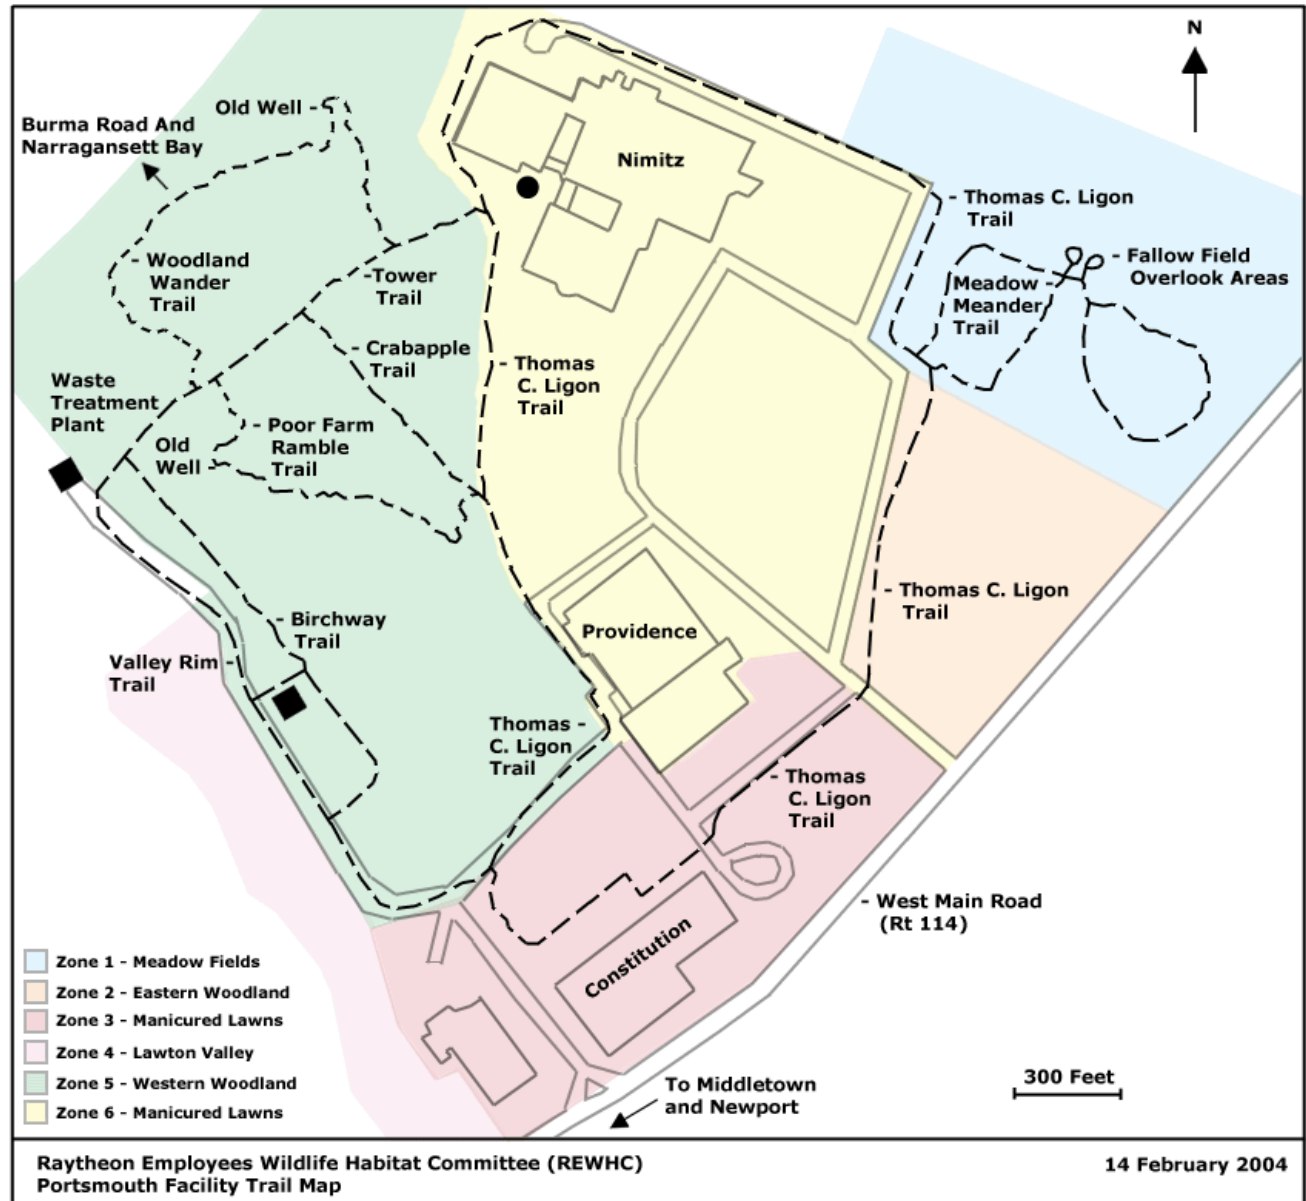 N
Old Well -
Burma Road And
Narragansett Bay
Nimitz
- Thomas C. Ligon
Trail
- Woodland
Wander
Trail
-Tower
Trail
Meadow -
Meander
Trail
- Fallow Field
Overlook Areas
- Crabapple
Trail
- Thomas
C. Ligon
Trail
Waste
Treatment
Plant
- Poor Farm
Ramble
Trail
Old
Well -
- Thomas C. Ligon
Trail
- Birchway
Trail
Providence
Valley Rim -
Trail
Thomas -
C. Ligon
Trail
- Thomas
C. Ligon
Trail
- West Main Road
(Rt 114)
Constitution
Zone 1 - Meadow Fields
Zone 2 - Eastern Woodland
Zone 3 - Manicured Lawns
Zone 4 - Lawton Valley
Zone 5 - Western Woodland
Zone 6 - Manicured Lawns
300 Feet
To Middletown
and Newport
Raytheon Employees Wildlife Habitat Committee (REWHC)
Portsmouth Facility Trail Map
14 February 2004